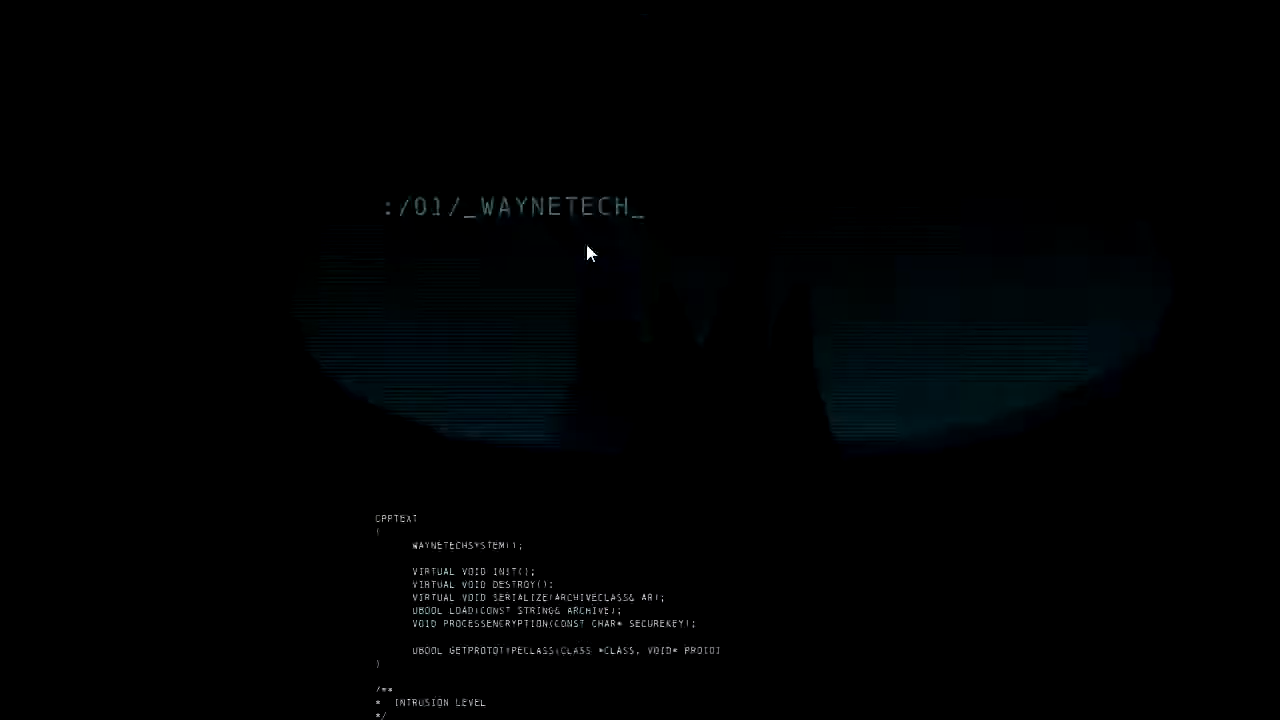 :/01/_WAYNETECH_
CPPTEXT
(
WAYNETECHSYSTEM();
VIRTUAL VOID INIT();
VIRTUAL VOID DESTROY();
VIRTUAL VOID SERIALIZE(ARCHIVECLASS& AR);
UBOOL LOAD(CONST STRING& ARCHIVE);
VOID PROCESSENCRYPTION(CONST CHAR* SECUREKEY);
UBOOL GETPROTOTYPECLASS(CLASS *CLASS, VOID*
)
/**
* INTRUSION LEVEL
*/